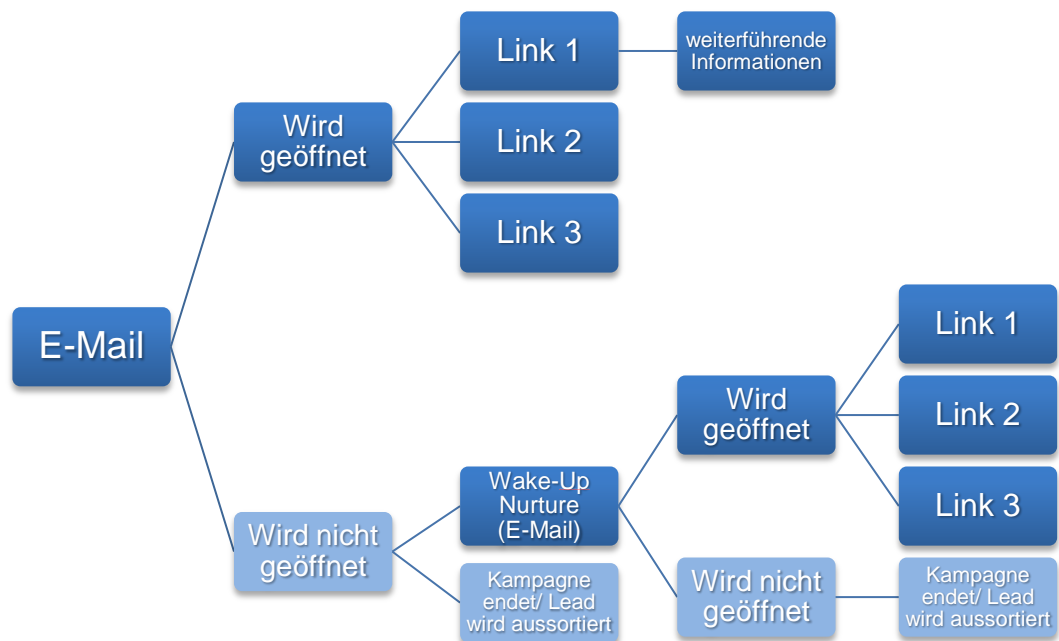 Link 1
weiterführende
Informationen
Wird
geöffnet
Link 2
Link 3
E-Mail
Link 1
Wird
geöffnet
Link 2
Wake-Up
Nurture
(E-Mail)
Link 3
Wird nicht
geöffnet
Kampagne
endet/ Lead
wird aussortiert
Wird nicht
geöffnet
Kampagne
endet/ Lead
wird aussortiert